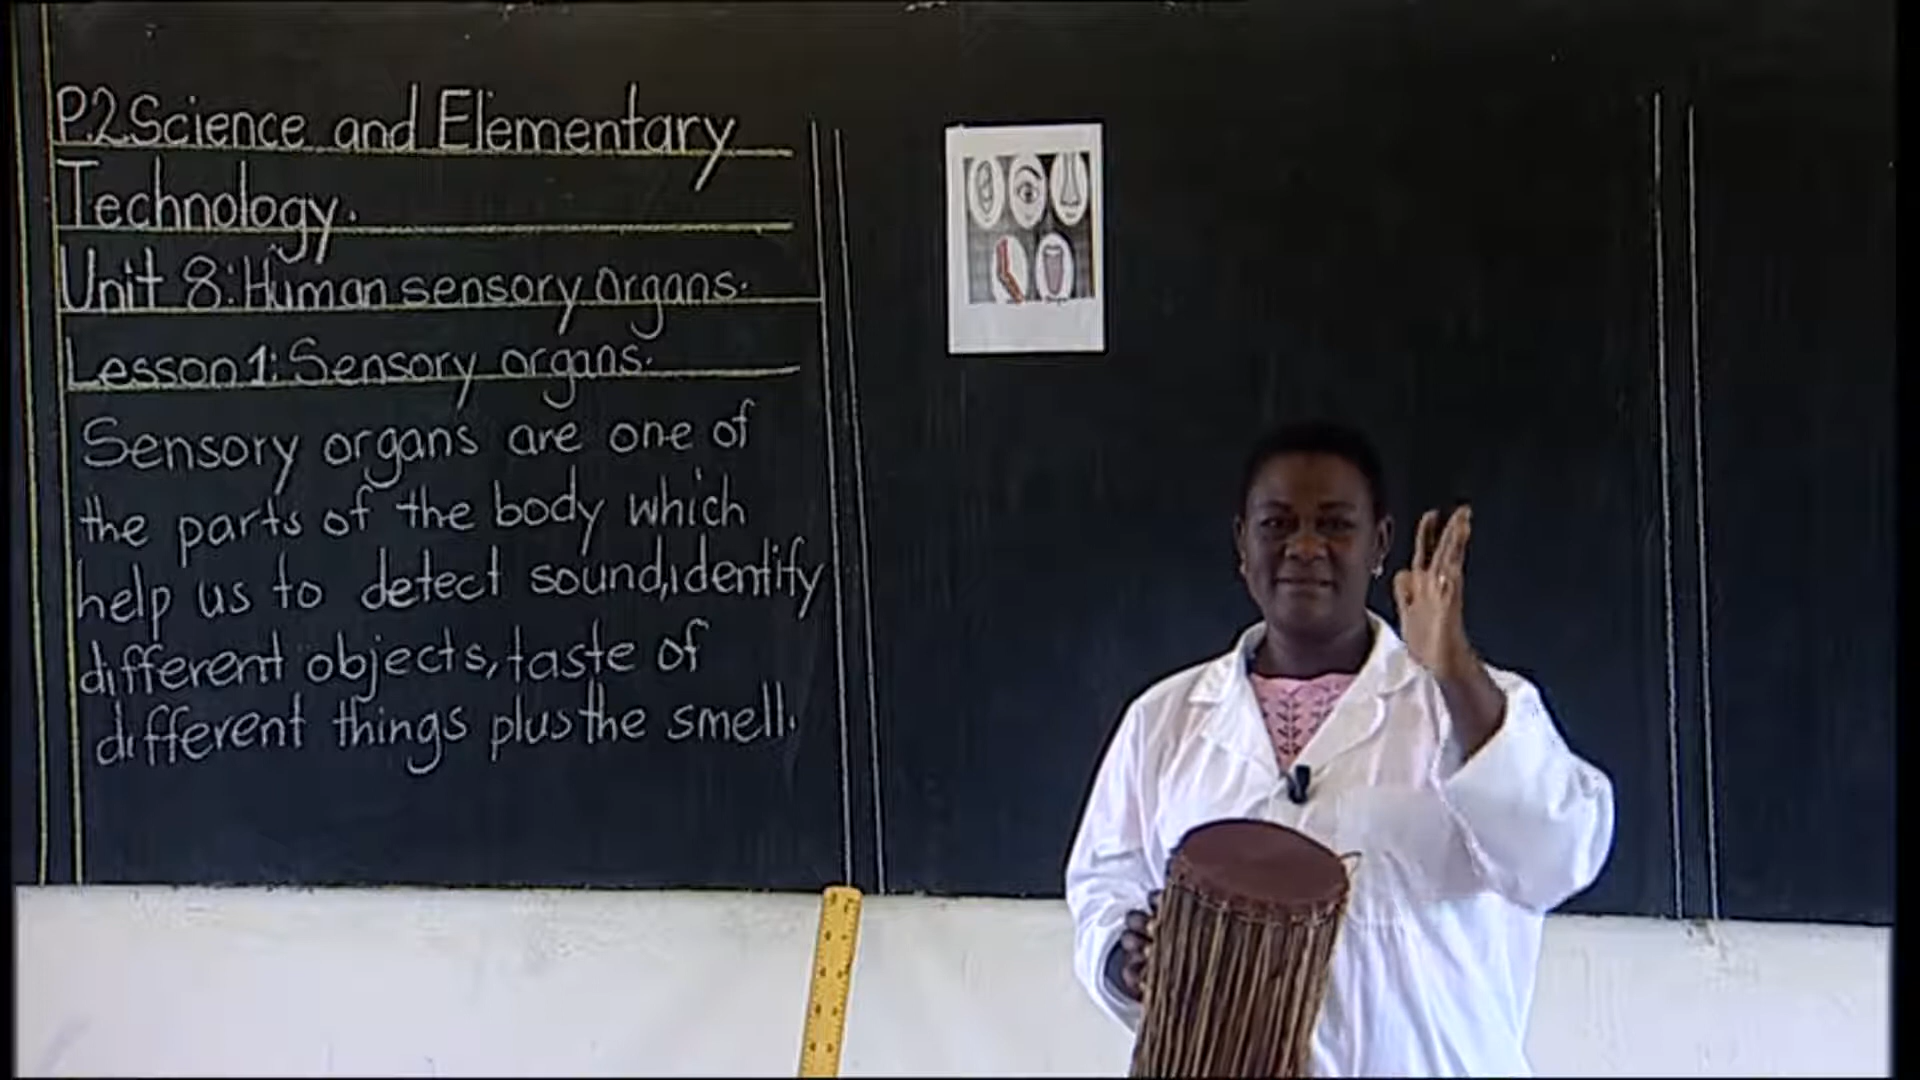 P.2 Science and Elementary
Technology.
Unit 8: Human sensory organs.
Lesson 1: Sensory organs.
Sensory organs are one of
the parts of the body which
help us to detect sound, identify
different objects, taste of
different things plus the smell.